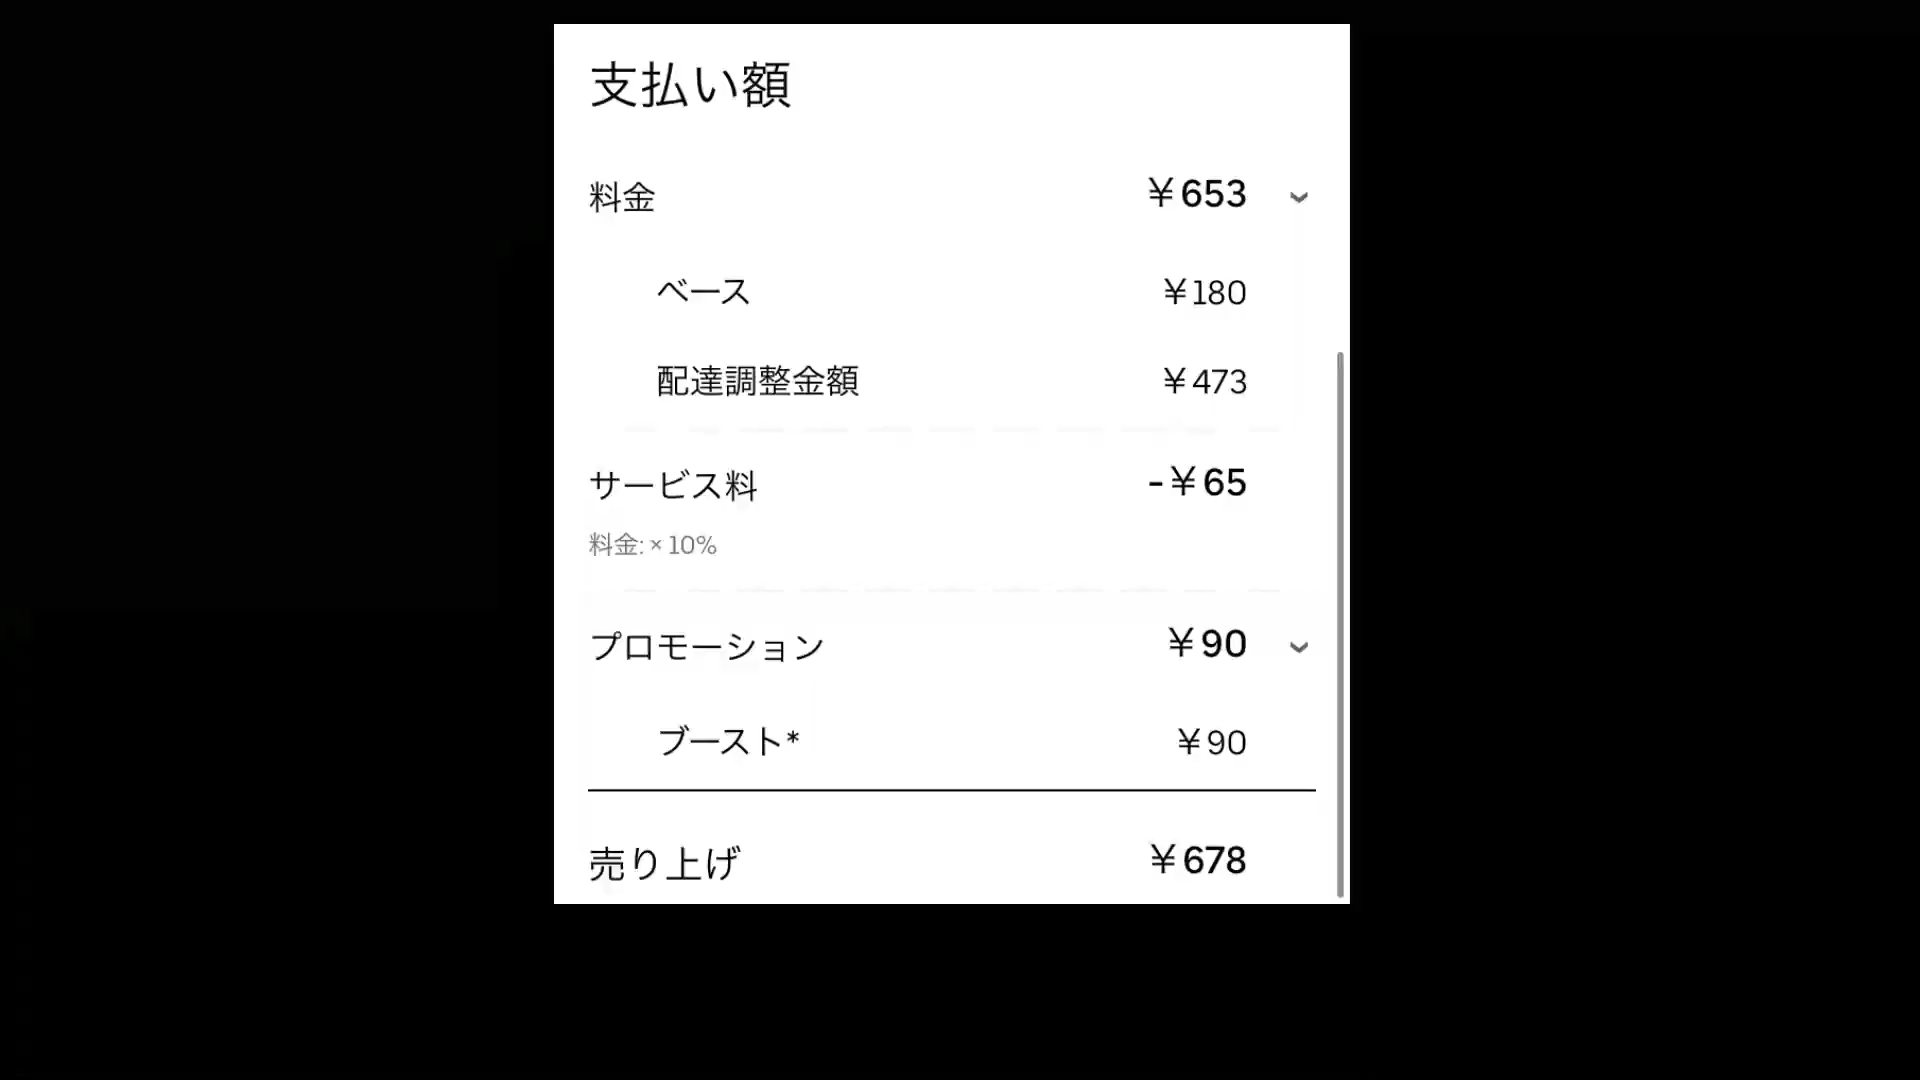 支払い額
料金 ¥653
ベース ¥180
配達調整金額 ¥473
サービス料 -¥65
料金: × 10%
プロモーション ¥90
ブースト* ¥90
売り上げ ¥678